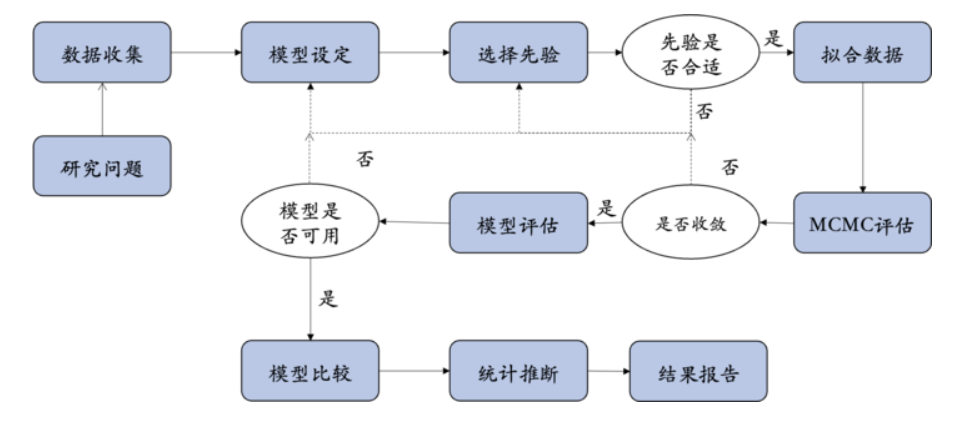 数据收集
模型设定
选择先验
先验是
否合适
是
拟合数据
否
研究问题
否
否
模型是
否可用
模型评估
是
是否收敛
MCMC评估
是
模型比较
统计推断
结果报告